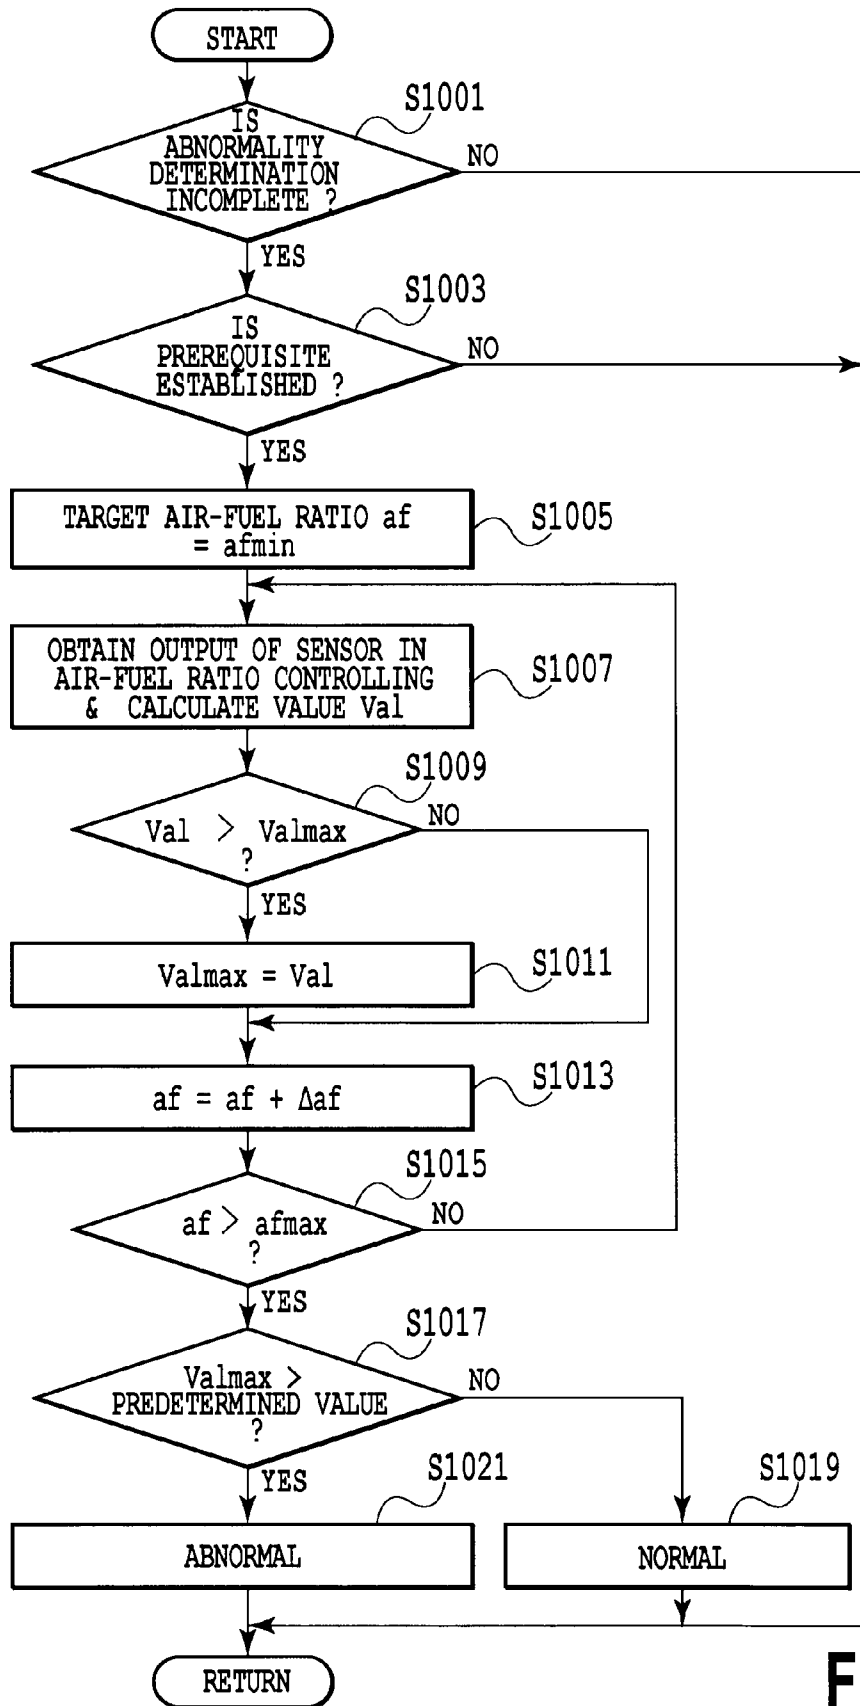 START
S1001
IS
ABNORMALITY
DETERMINATION
INCOMPLETE ?
NO
YES
S1003
IS
PREREQUISITE
ESTABLISHED ?
NO
YES
TARGET AIR-FUEL RATIO af
= afmin
S1005
OBTAIN OUTPUT OF SENSOR IN
AIR-FUEL RATIO CONTROLLING
& CALCULATE VALUE Val
S1007
S1009
Val > Valmax
?
NO
YES
Valmax = Val
S1011
af = af + Δaf
S1013
S1015
af > afmax
?
NO
YES
S1017
Valmax >
PREDETERMINED VALUE
?
NO
YES
S1021
S1019
ABNORMAL
NORMAL
RETURN
F